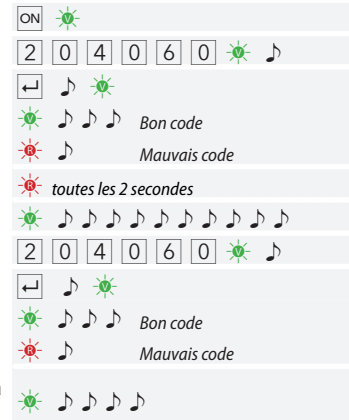 ON V
2 0 4 0 6 0 V ♪
↵ ♪ V
V ♪ ♪ ♪ Bon code
R ♪ Mauvais code
R toutes les 2 secondes
V ♪ ♪ ♪ ♪ ♪ ♪ ♪ ♪ ♪ ♪
2 0 4 0 6 0 V ♪
↵ ♪ V
V ♪ ♪ ♪ Bon code
R ♪ Mauvais code
V ♪ ♪ ♪ ♪